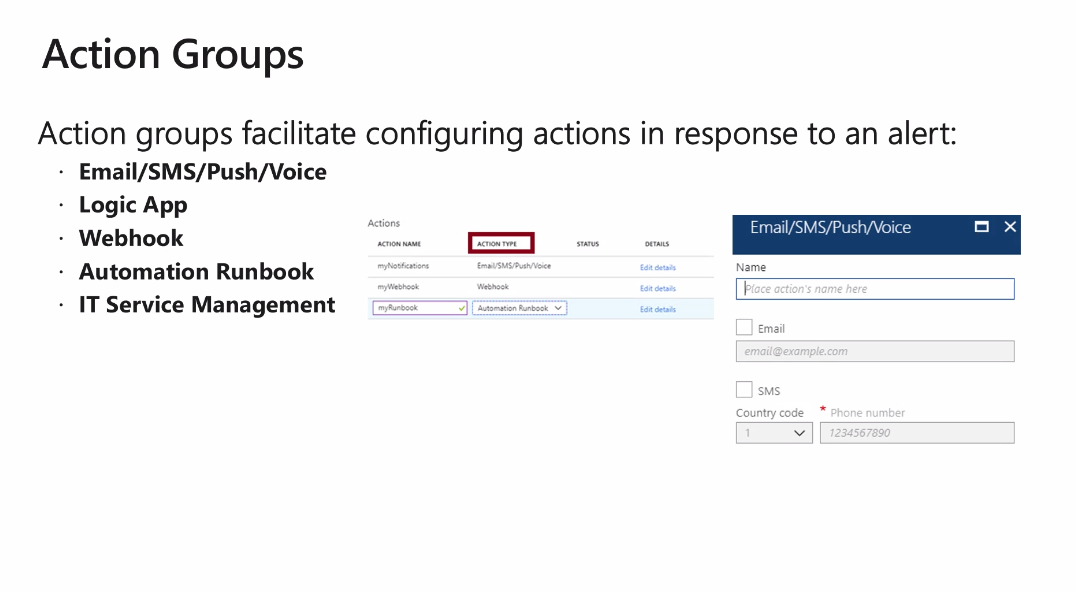 Action Groups
Action groups facilitate configuring actions in response to an alert:
· Email/SMS/Push/Voice
· Logic App
· Webhook
· Automation Runbook
· IT Service Management
Actions
ACTION NAME ACTION TYPE STATUS DETAILS
myNotifications Email/SMS/Push/Voice Edit details
myWebhook Webhook Edit details
myRunbook Automation Runbook Edit details
Email/SMS/Push/Voice
Name
Place action's name here
Email
email@example.com
SMS
Country code * Phone number
1 1234567890